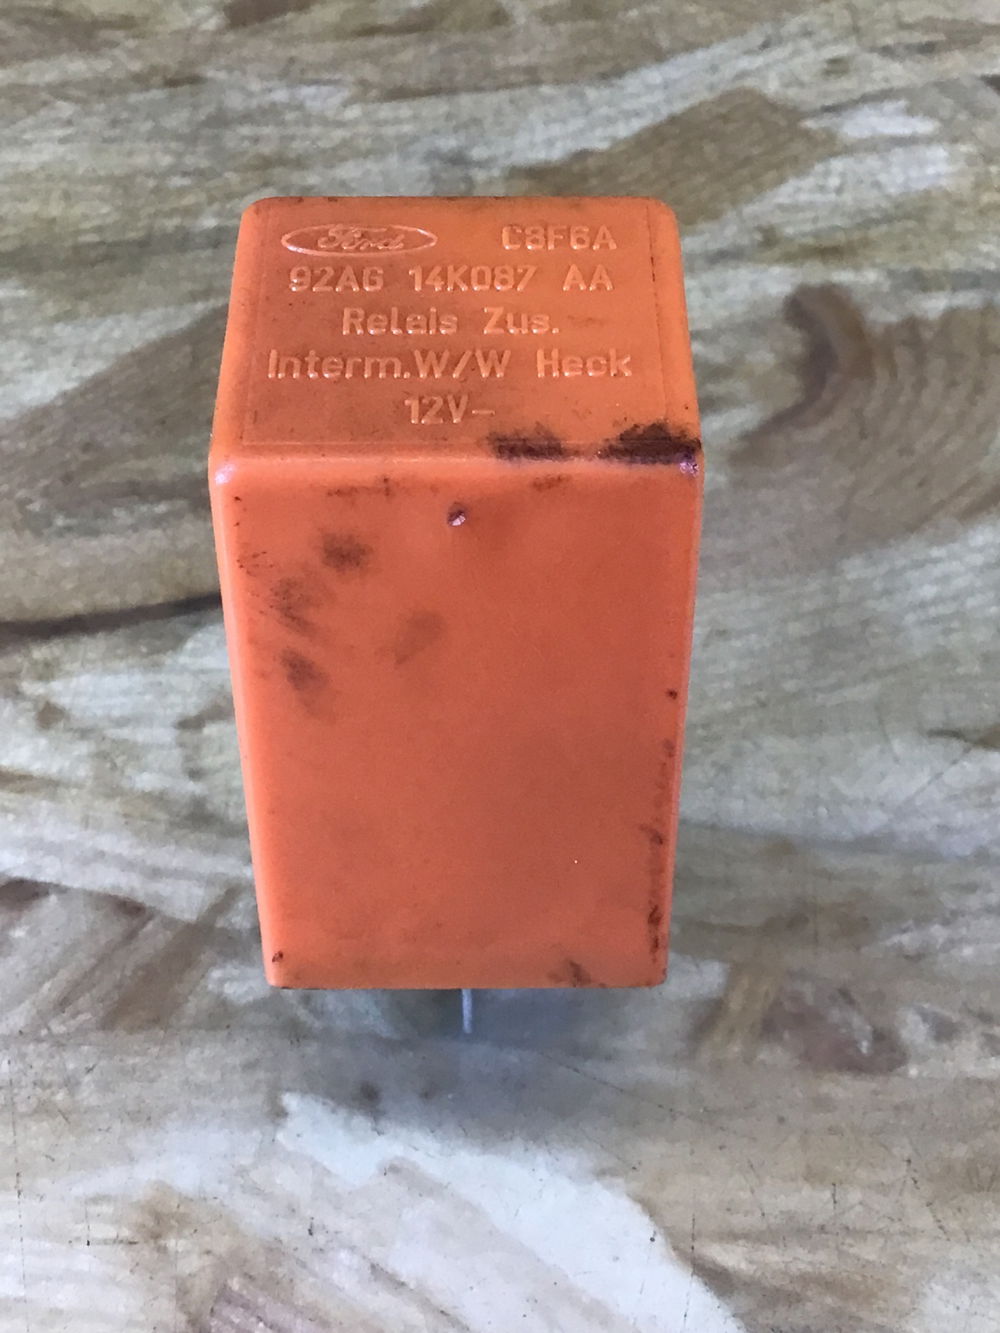 Ford C8F6A
92AG 14K087 AA
Relais Zus.
Interm.W/W Heck
12V-